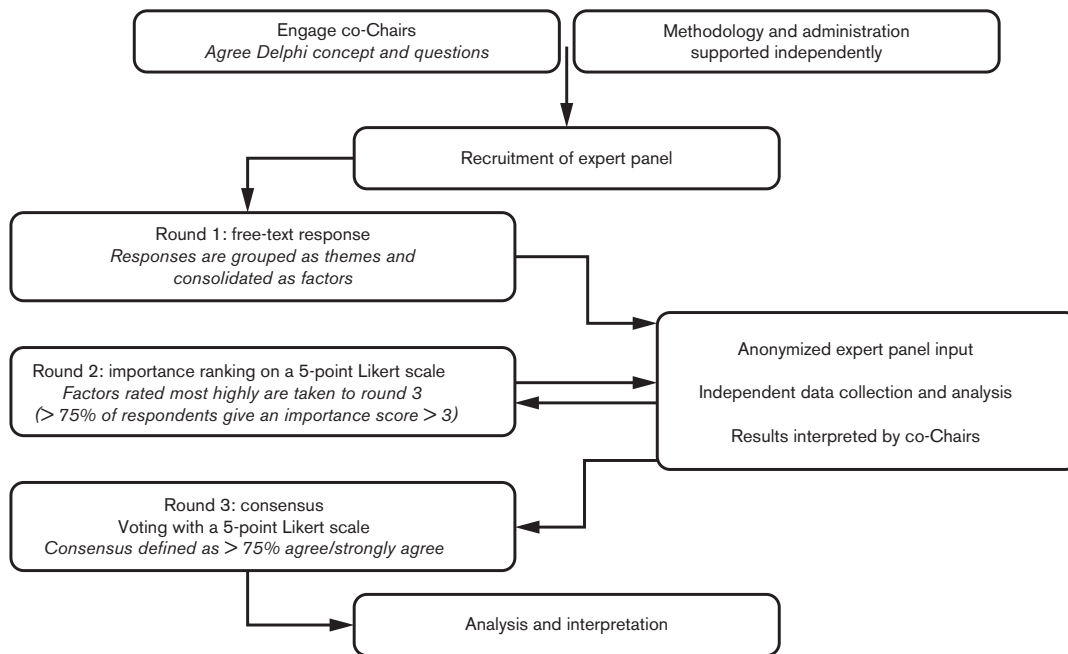 Engage co-Chairs
Agree Delphi concept and questions
Methodology and administration
supported independently
Recruitment of expert panel
Round 1: free-text response
Responses are grouped as themes and
consolidated as factors
Round 2: importance ranking on a 5-point Likert scale
Factors rated most highly are taken to round 3
(> 75% of respondents give an importance score > 3)
Anonymized expert panel input
Independent data collection and analysis
Results interpreted by co-Chairs
Round 3: consensus
Voting with a 5-point Likert scale
Consensus defined as > 75% agree/strongly agree
Analysis and interpretation